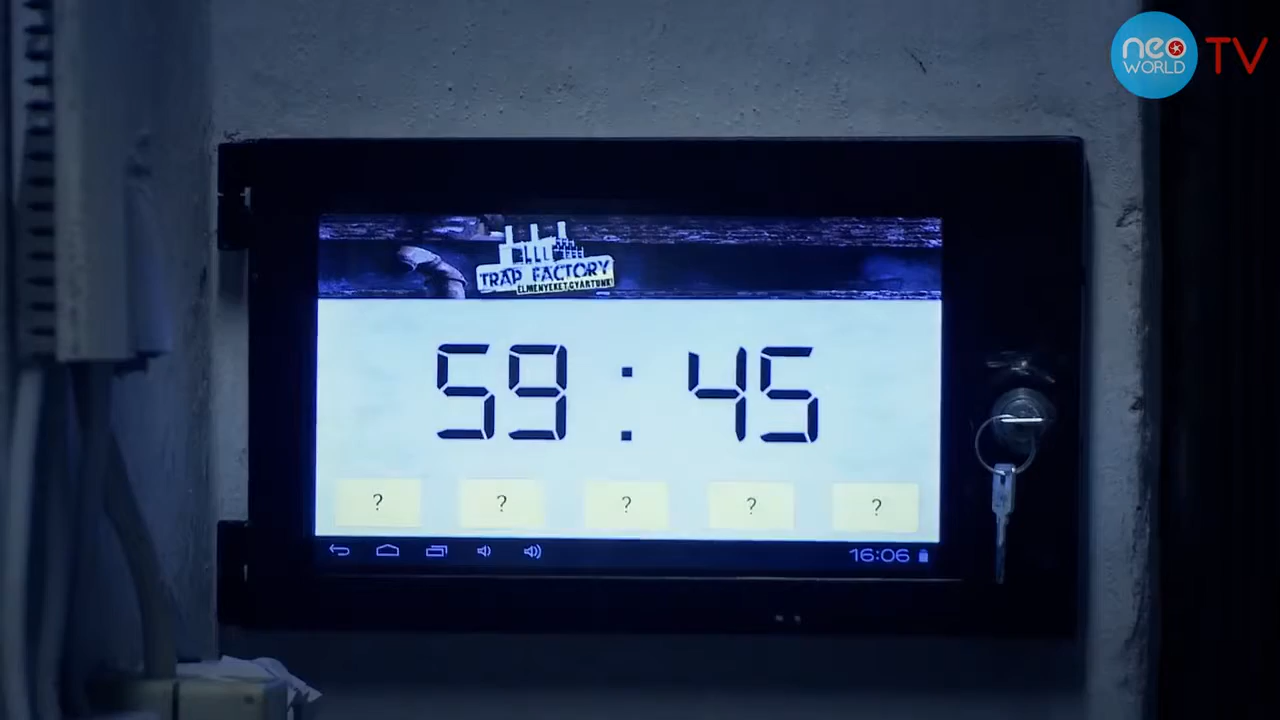 neo
WORLD
TV
TRAP FACTORY
ÉLMÉNYEKET GYÁRTUNK!
59:45
? ? ? ? ?
16:06